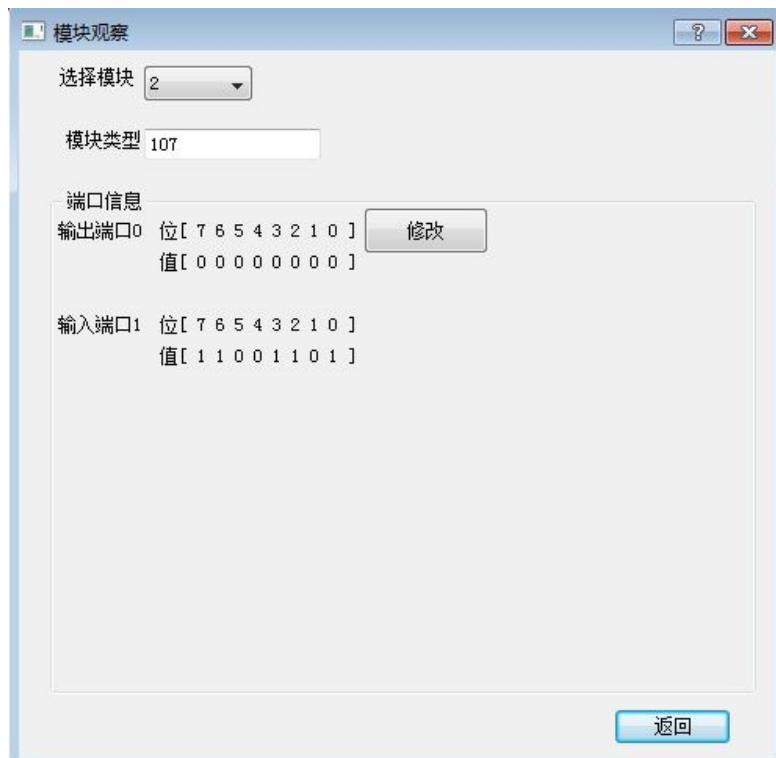 模块观察
选择模块 2
模块类型 107
端口信息
输出端口0 位[ 7 6 5 4 3 2 1 0 ] 修改
值[ 0 0 0 0 0 0 0 0 ]
输入端口1 位[ 7 6 5 4 3 2 1 0 ]
值[ 1 1 0 0 1 1 0 1 ]
返回